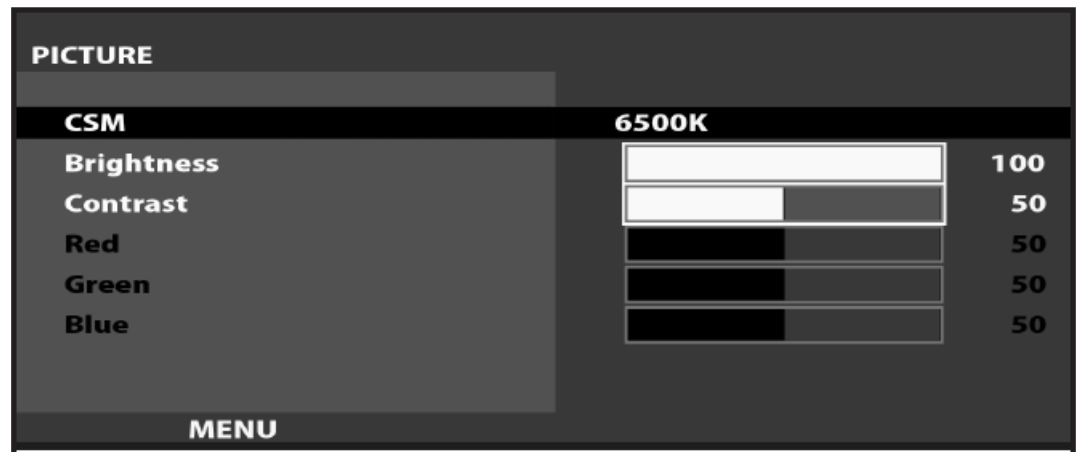 PICTURE
CSM 6500K
Brightness 100
Contrast 50
Red 50
Green 50
Blue 50
MENU